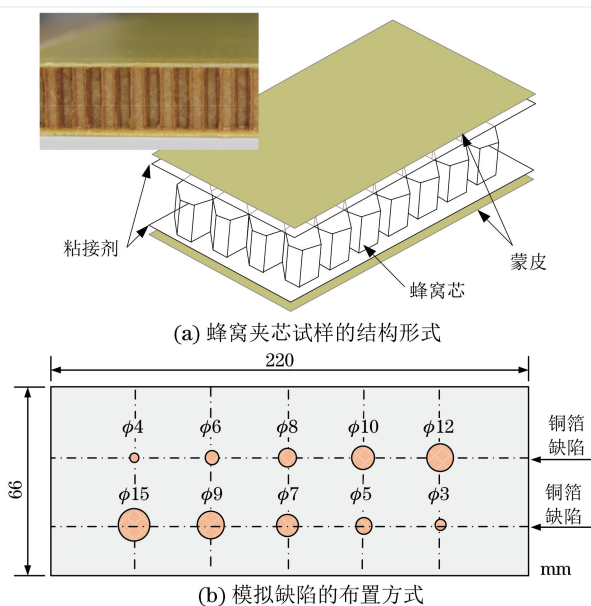 粘接剂
蒙皮
蜂窝芯
(a) 蜂窝夹芯试样的结构形式
220
ϕ4 ϕ6 ϕ8 ϕ10 ϕ12
铜箔
缺陷
66
ϕ15 ϕ9 ϕ7 ϕ5 ϕ3
铜箔
缺陷
mm
(b) 模拟缺陷的布置方式